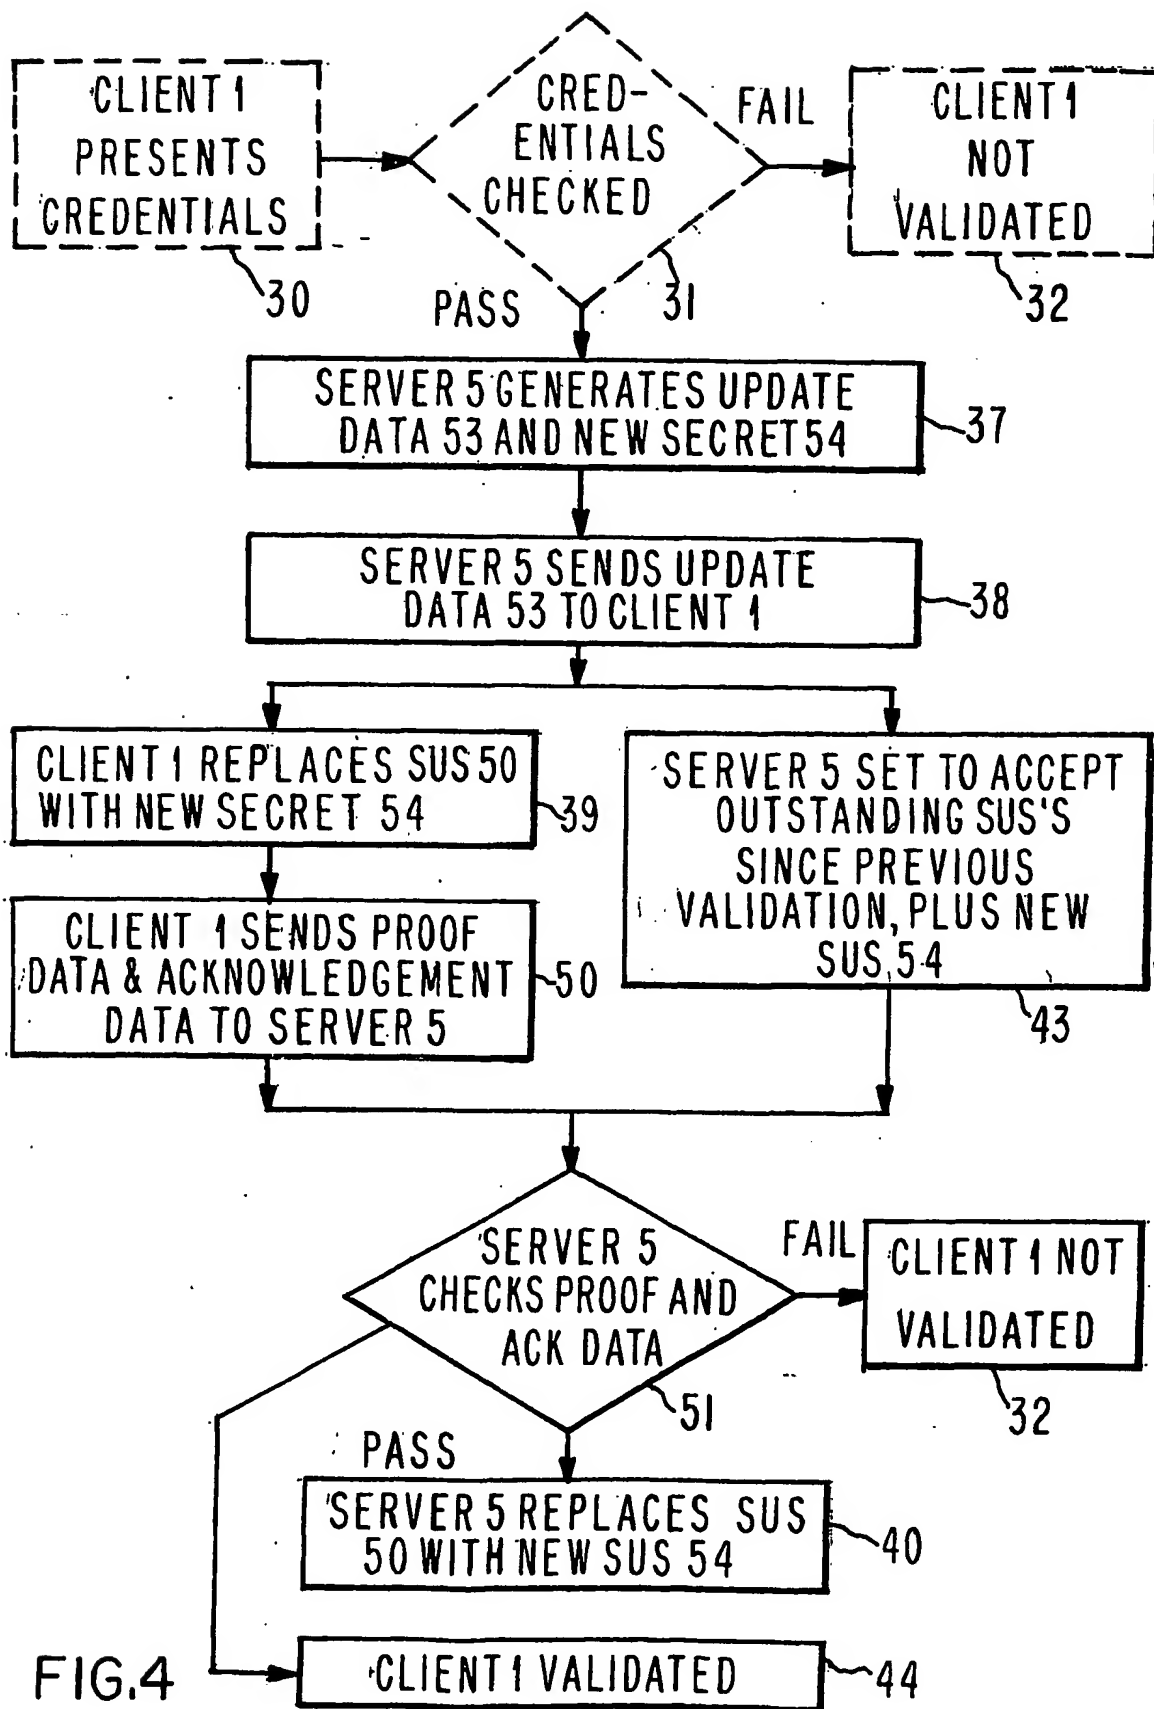 CLIENT 1
PRESENTS
CREDENTIALS
30
CRED-
ENTIALS
CHECKED
31
FAIL
CLIENT 1
NOT
VALIDATED
32
PASS
SERVER 5 GENERATES UPDATE
DATA 53 AND NEW SECRET 54
37
SERVER 5 SENDS UPDATE
DATA 53 TO CLIENT 1
38
CLIENT 1 REPLACES SUS 50
WITH NEW SECRET 54
39
SERVER 5 SET TO ACCEPT
OUTSTANDING SUS'S
SINCE PREVIOUS
VALIDATION, PLUS NEW
SUS 54
43
CLIENT 1 SENDS PROOF
DATA & ACKNOWLEDGEMENT
DATA TO SERVER 5
50
SERVER 5
CHECKS PROOF AND
ACK DATA
51
FAIL
CLIENT 1 NOT
VALIDATED
32
PASS
SERVER 5 REPLACES SUS
50 WITH NEW SUS 54
40
CLIENT 1 VALIDATED
44
FIG.4